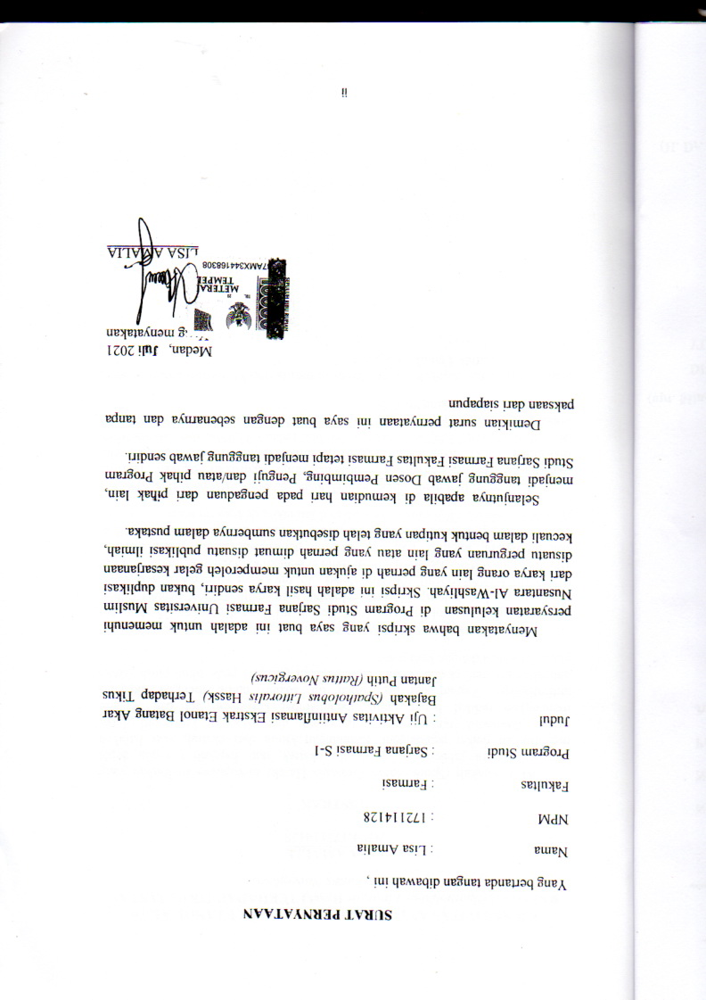 SURAT PERNYATAAN
Yang bertanda tangan dibawah ini ,
Nama : Lisa Amalia
NPM : 172114128
Fakultas : Farmasi
Program Studi : Sarjana Farmasi S-1
Judul : Uji Aktivitas Antiinflamasi Ekstrak Etanol Batang Akar
Bajakah (Spatholobus Littoralis Hassk) Terhadap Tikus
Jantan Putih (Rattus Novergicus)
Menyatakan bahwa skripsi yang saya buat ini adalah untuk memenuhi
persyaratan kelulusan di Program Studi Sarjana Farmasi Universitas Muslim
Nusantara Al-Washliyah. Skripsi ini adalah hasil karya sendiri, bukan duplikasi
dari karya orang lain yang pernah di ajukan untuk memperoleh gelar kesarjanaan
disuatu perguruan yang lain atau yang pernah dimuat disuatu publikasi ilmiah,
kecuali dalam bentuk kutipan yang telah disebutkan sumbernya dalam pustaka.
Selanjutnya apabila di kemudian hari pada pengaduan dari pihak lain,
menjadi tanggung jawab Dosen Pembimbing, Penguji dan/atau pihak Program
Studi Sarjana Farmasi Fakultas Farmasi tetapi menjadi tanggung jawab sendiri.
Demikian surat pernyataan ini saya buat dengan sebenarnya dan tanpa
paksaan dari siapapun
Medan, Juli 2021
g menyatakan
METERAI
TEMPEL
7AMX344168308
LISA AMALIA
ii